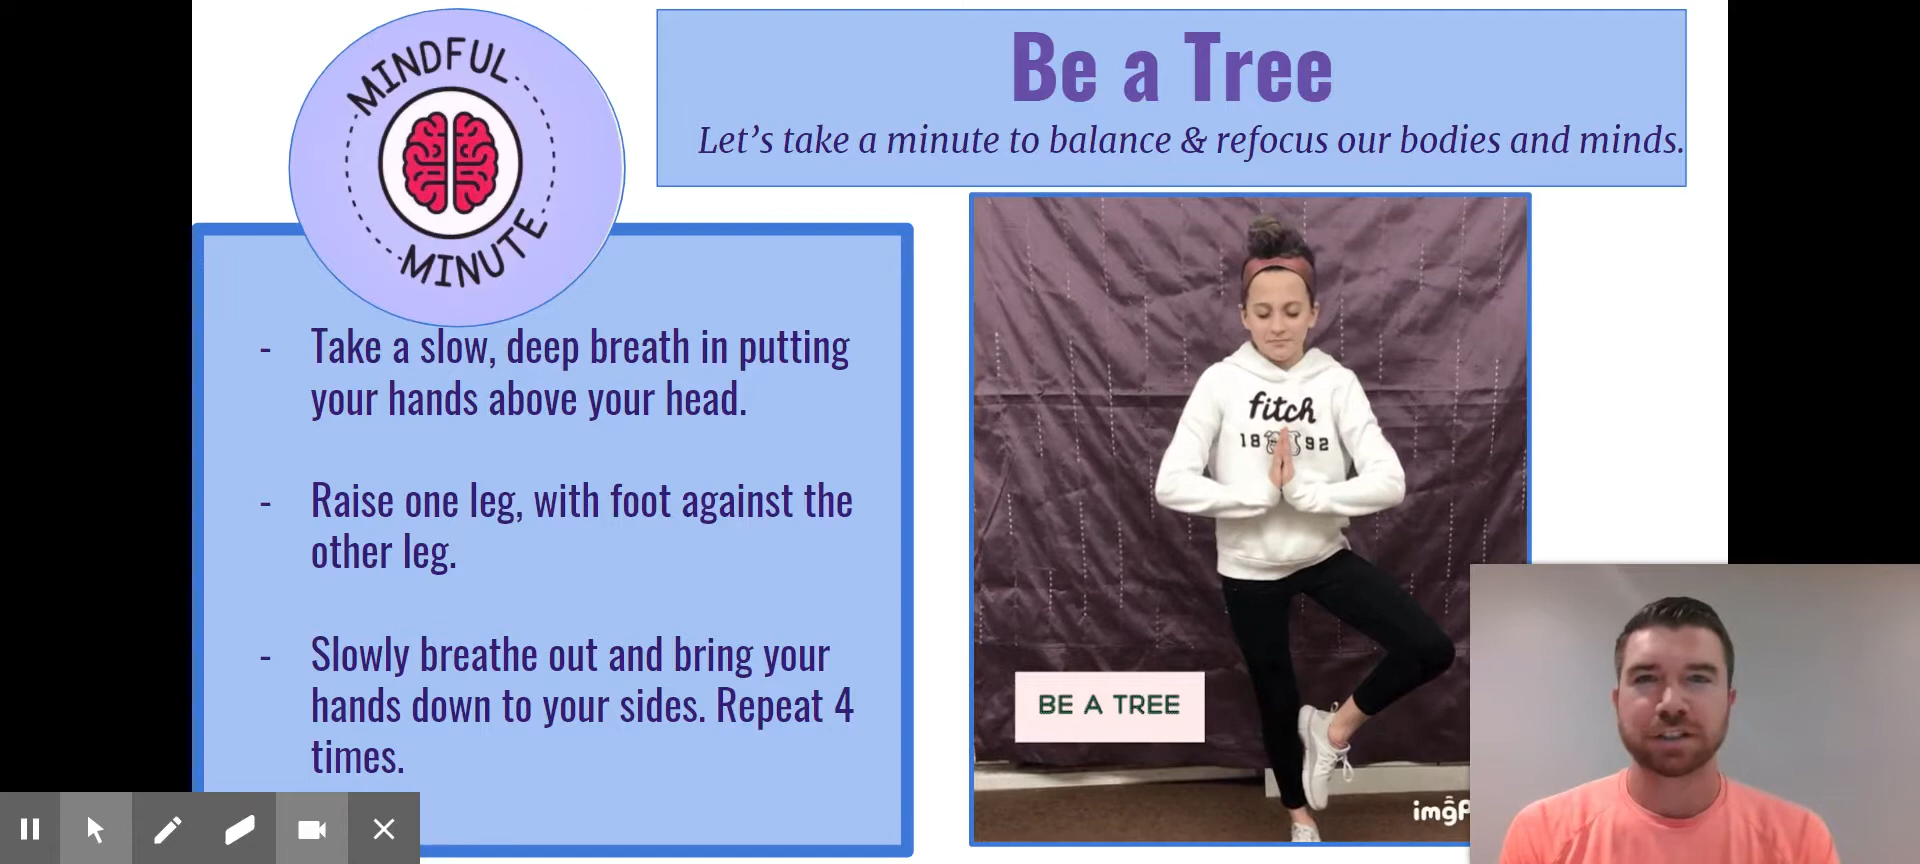 MINDFUL
MINUTE
Be a Tree
Let’s take a minute to balance & refocus our bodies and minds.
- Take a slow, deep breath in putting
your hands above your head.
- Raise one leg, with foot against the
other leg.
- Slowly breathe out and bring your
hands down to your sides. Repeat 4
times.
fitch
18 92
BE A TREE